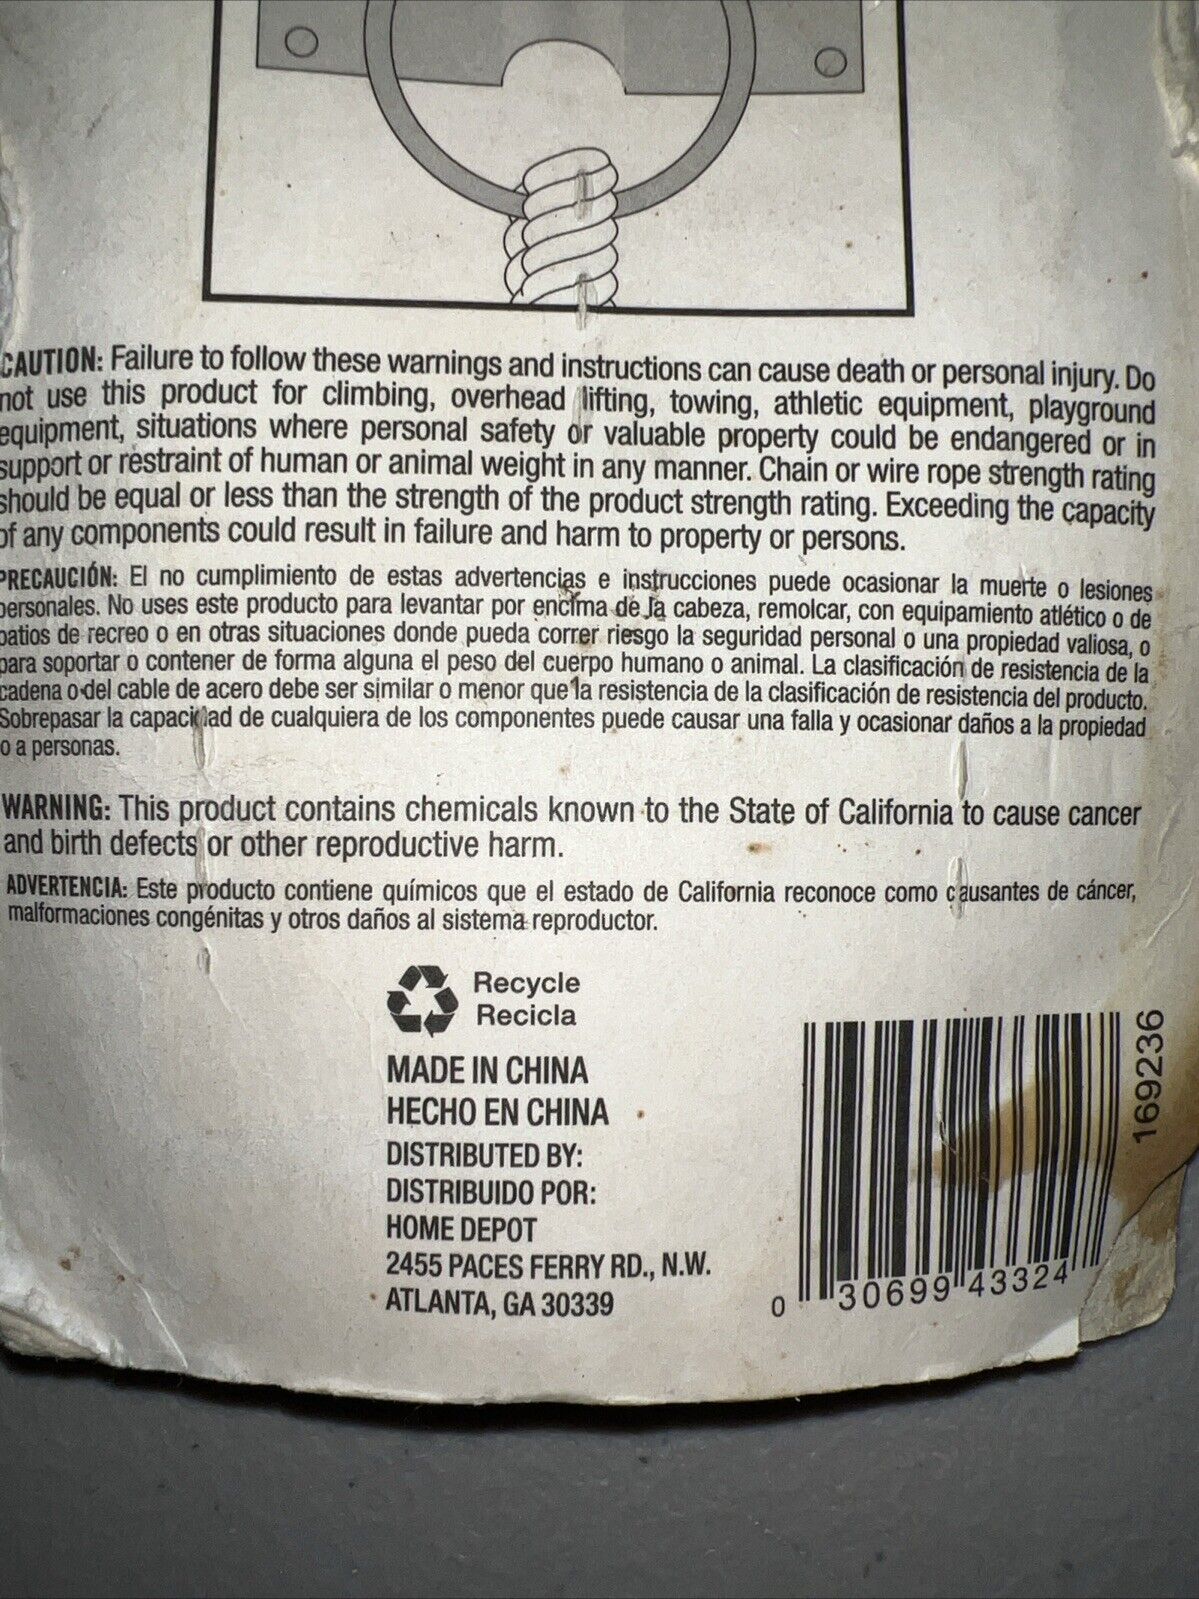 CAUTION: Failure to follow these warnings and instructions can cause death or personal injury. Do
not use this product for climbing, overhead lifting, towing, athletic equipment, playground
equipment, situations where personal safety or valuable property could be endangered or in
support or restraint of human or animal weight in any manner. Chain or wire rope strength rating
should be equal or less than the strength of the product strength rating. Exceeding the capacity
of any components could result in failure and harm to property or persons.
PRECAUCIÓN: El no cumplimiento de estas advertencias e instrucciones puede ocasionar la muerte o lesiones
personales. No uses este producto para levantar por encima de la cabeza, remolcar, con equipamiento atlético o de
patios de recreo o en otras situaciones donde pueda correr riesgo la seguridad personal o una propiedad valiosa, o
para soportar o contener de forma alguna el peso del cuerpo humano o animal. La clasificación de resistencia de la
cadena o del cable de acero debe ser similar o menor que la resistencia de la clasificación de resistencia del producto.
Sobrepasar la capacidad de cualquiera de los componentes puede causar una falla y ocasionar daños a la propiedad
o a personas.
WARNING: This product contains chemicals known to the State of California to cause cancer
and birth defects or other reproductive harm.
ADVERTENCIA: Este producto contiene químicos que el estado de California reconoce como causantes de cáncer,
malformaciones congénitas y otros daños al sistema reproductor.
Recycle
Recicla
MADE IN CHINA
HECHO EN CHINA
DISTRIBUTED BY:
DISTRIBUIDO POR:
HOME DEPOT
2455 PACES FERRY RD., N.W.
ATLANTA, GA 30339
169236
0 30699 43324